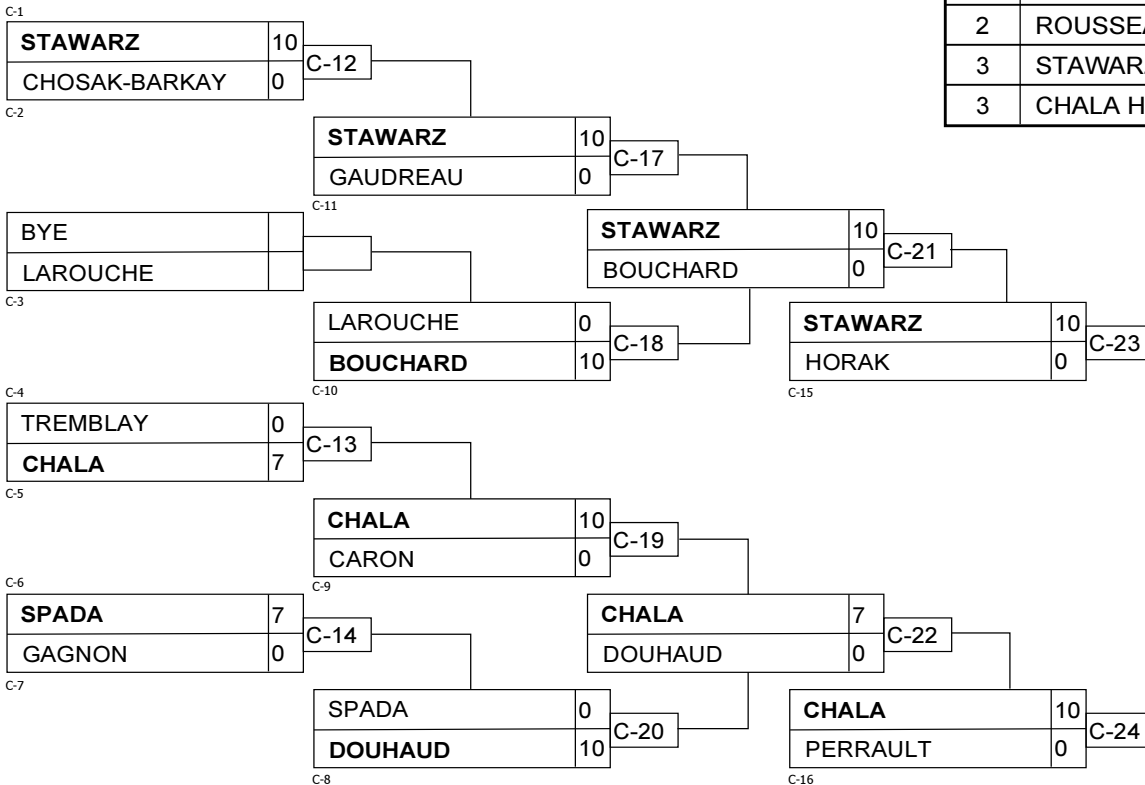 C-1
STAWARZ 10
CHOSAK-BARKAY 0
C-2
C-12
2
3 STAWARZ
3 CHALA
STAWARZ 10
GAUDREAU 0
C-11
C-17
BYE
LAROUCHE
C-3
LAROUCHE 0
BOUCHARD 10
C-10
C-18
STAWARZ 10
BOUCHARD 0
C-21
STAWARZ 10
HORAK 0
C-15
C-23
C-4
TREMBLAY 0
CHALA 7
C-5
C-13
CHALA 10
CARON 0
C-9
C-19
C-6
SPADA 7
GAGNON 0
C-7
C-14
SPADA 0
DOUHAUD 10
C-8
C-20
CHALA 7
DOUHAUD 0
C-22
CHALA 10
PERRAULT 0
C-16
C-24